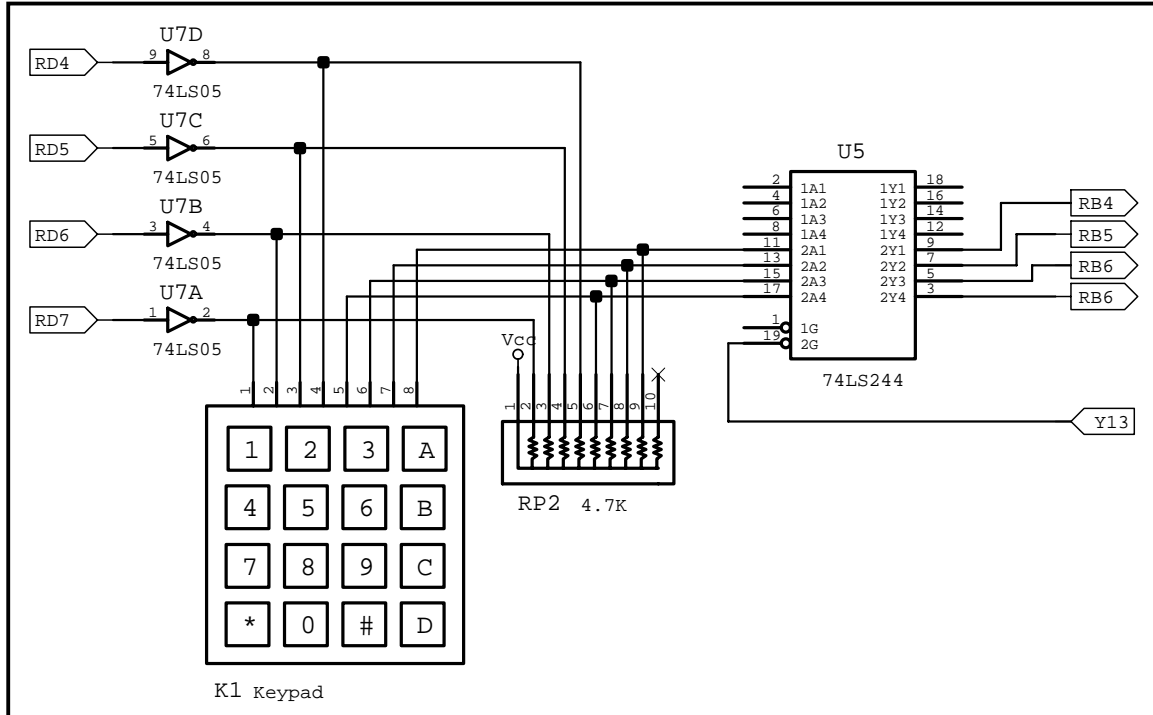 U7D
RD4 9 8
74LS05
U7C
RD5 5 6
74LS05
U7B
RD6 3 4
74LS05
U7A
RD7 1 2
74LS05
U5
2 1A1 1Y1 18
4 1A2 1Y2 16
6 1A3 1Y3 14
8 1A4 1Y4 12
11 2A1 2Y1 9
13 2A2 2Y2 7
15 2A3 2Y3 5
17 2A4 2Y4 3
1 1G
19 2G
74LS244
RB4
RB5
RB6
RB6
Y13
Vcc
1 2 3 4 5 6 7 8
1 2 3 4 5 6 7 8 9 10
RP2 4.7K
1 2 3 A
4 5 6 B
7 8 9 C
* 0 # D
K1 Keypad